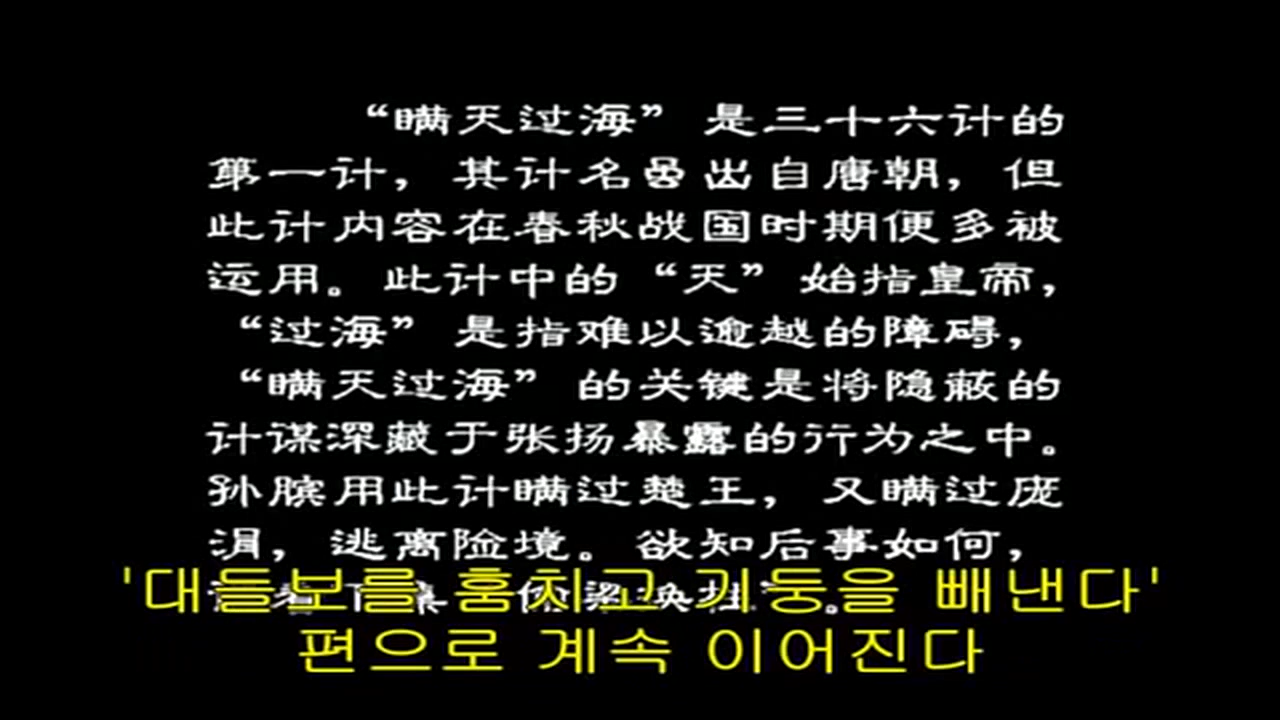 “瞒天过海”是三十六计的
第一计，其计名虽出自唐朝，但
此计内容在春秋战国时期便多被
运用。此计中的“天”始指皇帝，
“过海”是指难以逾越的障碍，
“瞒天过海”的关键是将隐蔽的
计谋深藏于张扬暴露的行为之中。
孙膑用此计瞒过楚王，又瞒过庞
涓，逃离险境。欲知后事如何，
'대들보를 훔치고 기둥을 빼낸다'
편으로 계속 이어진다